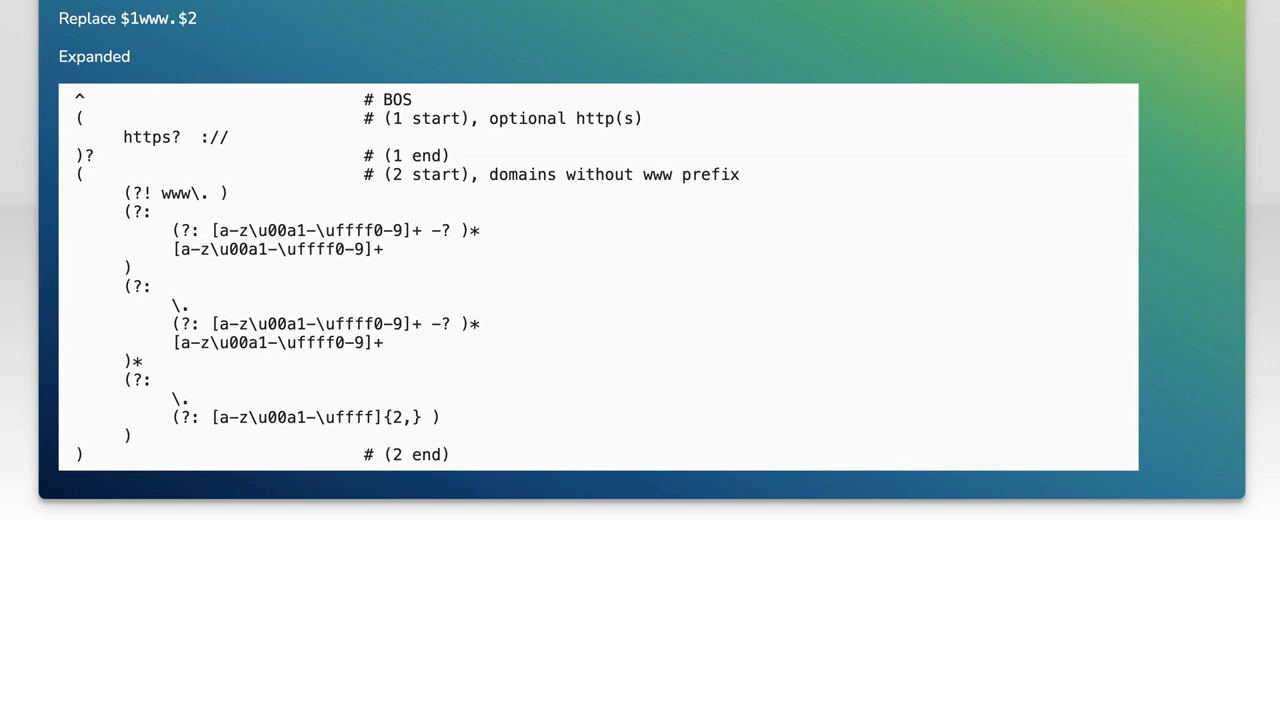 Replace $1www.$2
Expanded
^                             # BOS
(                             # (1 start), optional http(s)
     https?  ://
)?                            # (1 end)
(                             # (2 start), domains without www prefix
     (?! www\. )
     (?:
          (?: [a-z\u00a1-\uffff0-9]+ -? )*
          [a-z\u00a1-\uffff0-9]+
     )
     (?:
          \.
          (?: [a-z\u00a1-\uffff0-9]+ -? )*
          [a-z\u00a1-\uffff0-9]+
     )*
     (?:
          \.
          (?: [a-z\u00a1-\uffff]{2,} )
     )
)                             # (2 end)